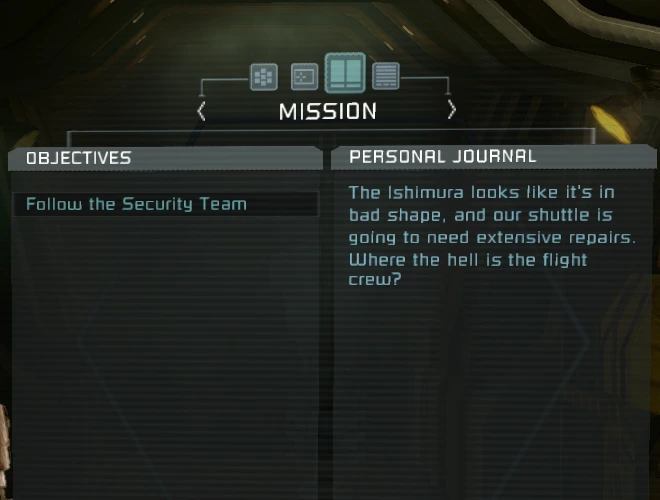 MISSION
OBJECTIVES
Follow the Security Team
PERSONAL JOURNAL
The Ishimura looks like it's in
bad shape, and our shuttle is
going to need extensive repairs.
Where the hell is the flight
crew?